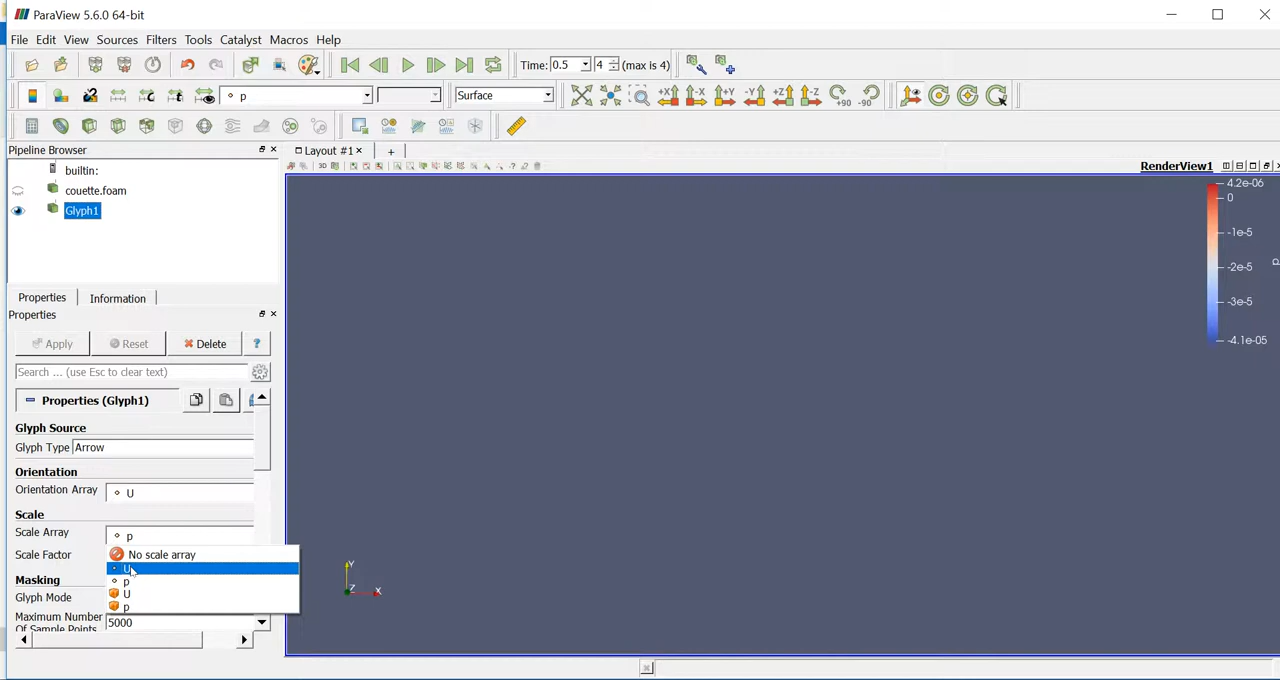 ParaView 5.6.0 64-bit
File Edit View Sources Filters Tools Catalyst Macros Help
Time: 0.5 4 (max is 4)
p Surface +X -X +Y -Y +Z -Z +90 -90
Pipeline Browser
Layout #1 +
3D
RenderView1
builtin:
couette.foam
Glyph1
4.2e-06
0
-1e-5
-2e-5
-3e-5
-4.1e-05
p
Properties Information
Properties
Apply Reset Delete ?
Search ... (use Esc to clear text)
Properties (Glyph1)
Glyph Source
Glyph Type Arrow
Orientation
Orientation Array U
Scale
Scale Array p
Scale Factor
No scale array
U
p
U
p
Masking
Glyph Mode
Maximum Number
Of Sample Points
5000
Y
Z
X